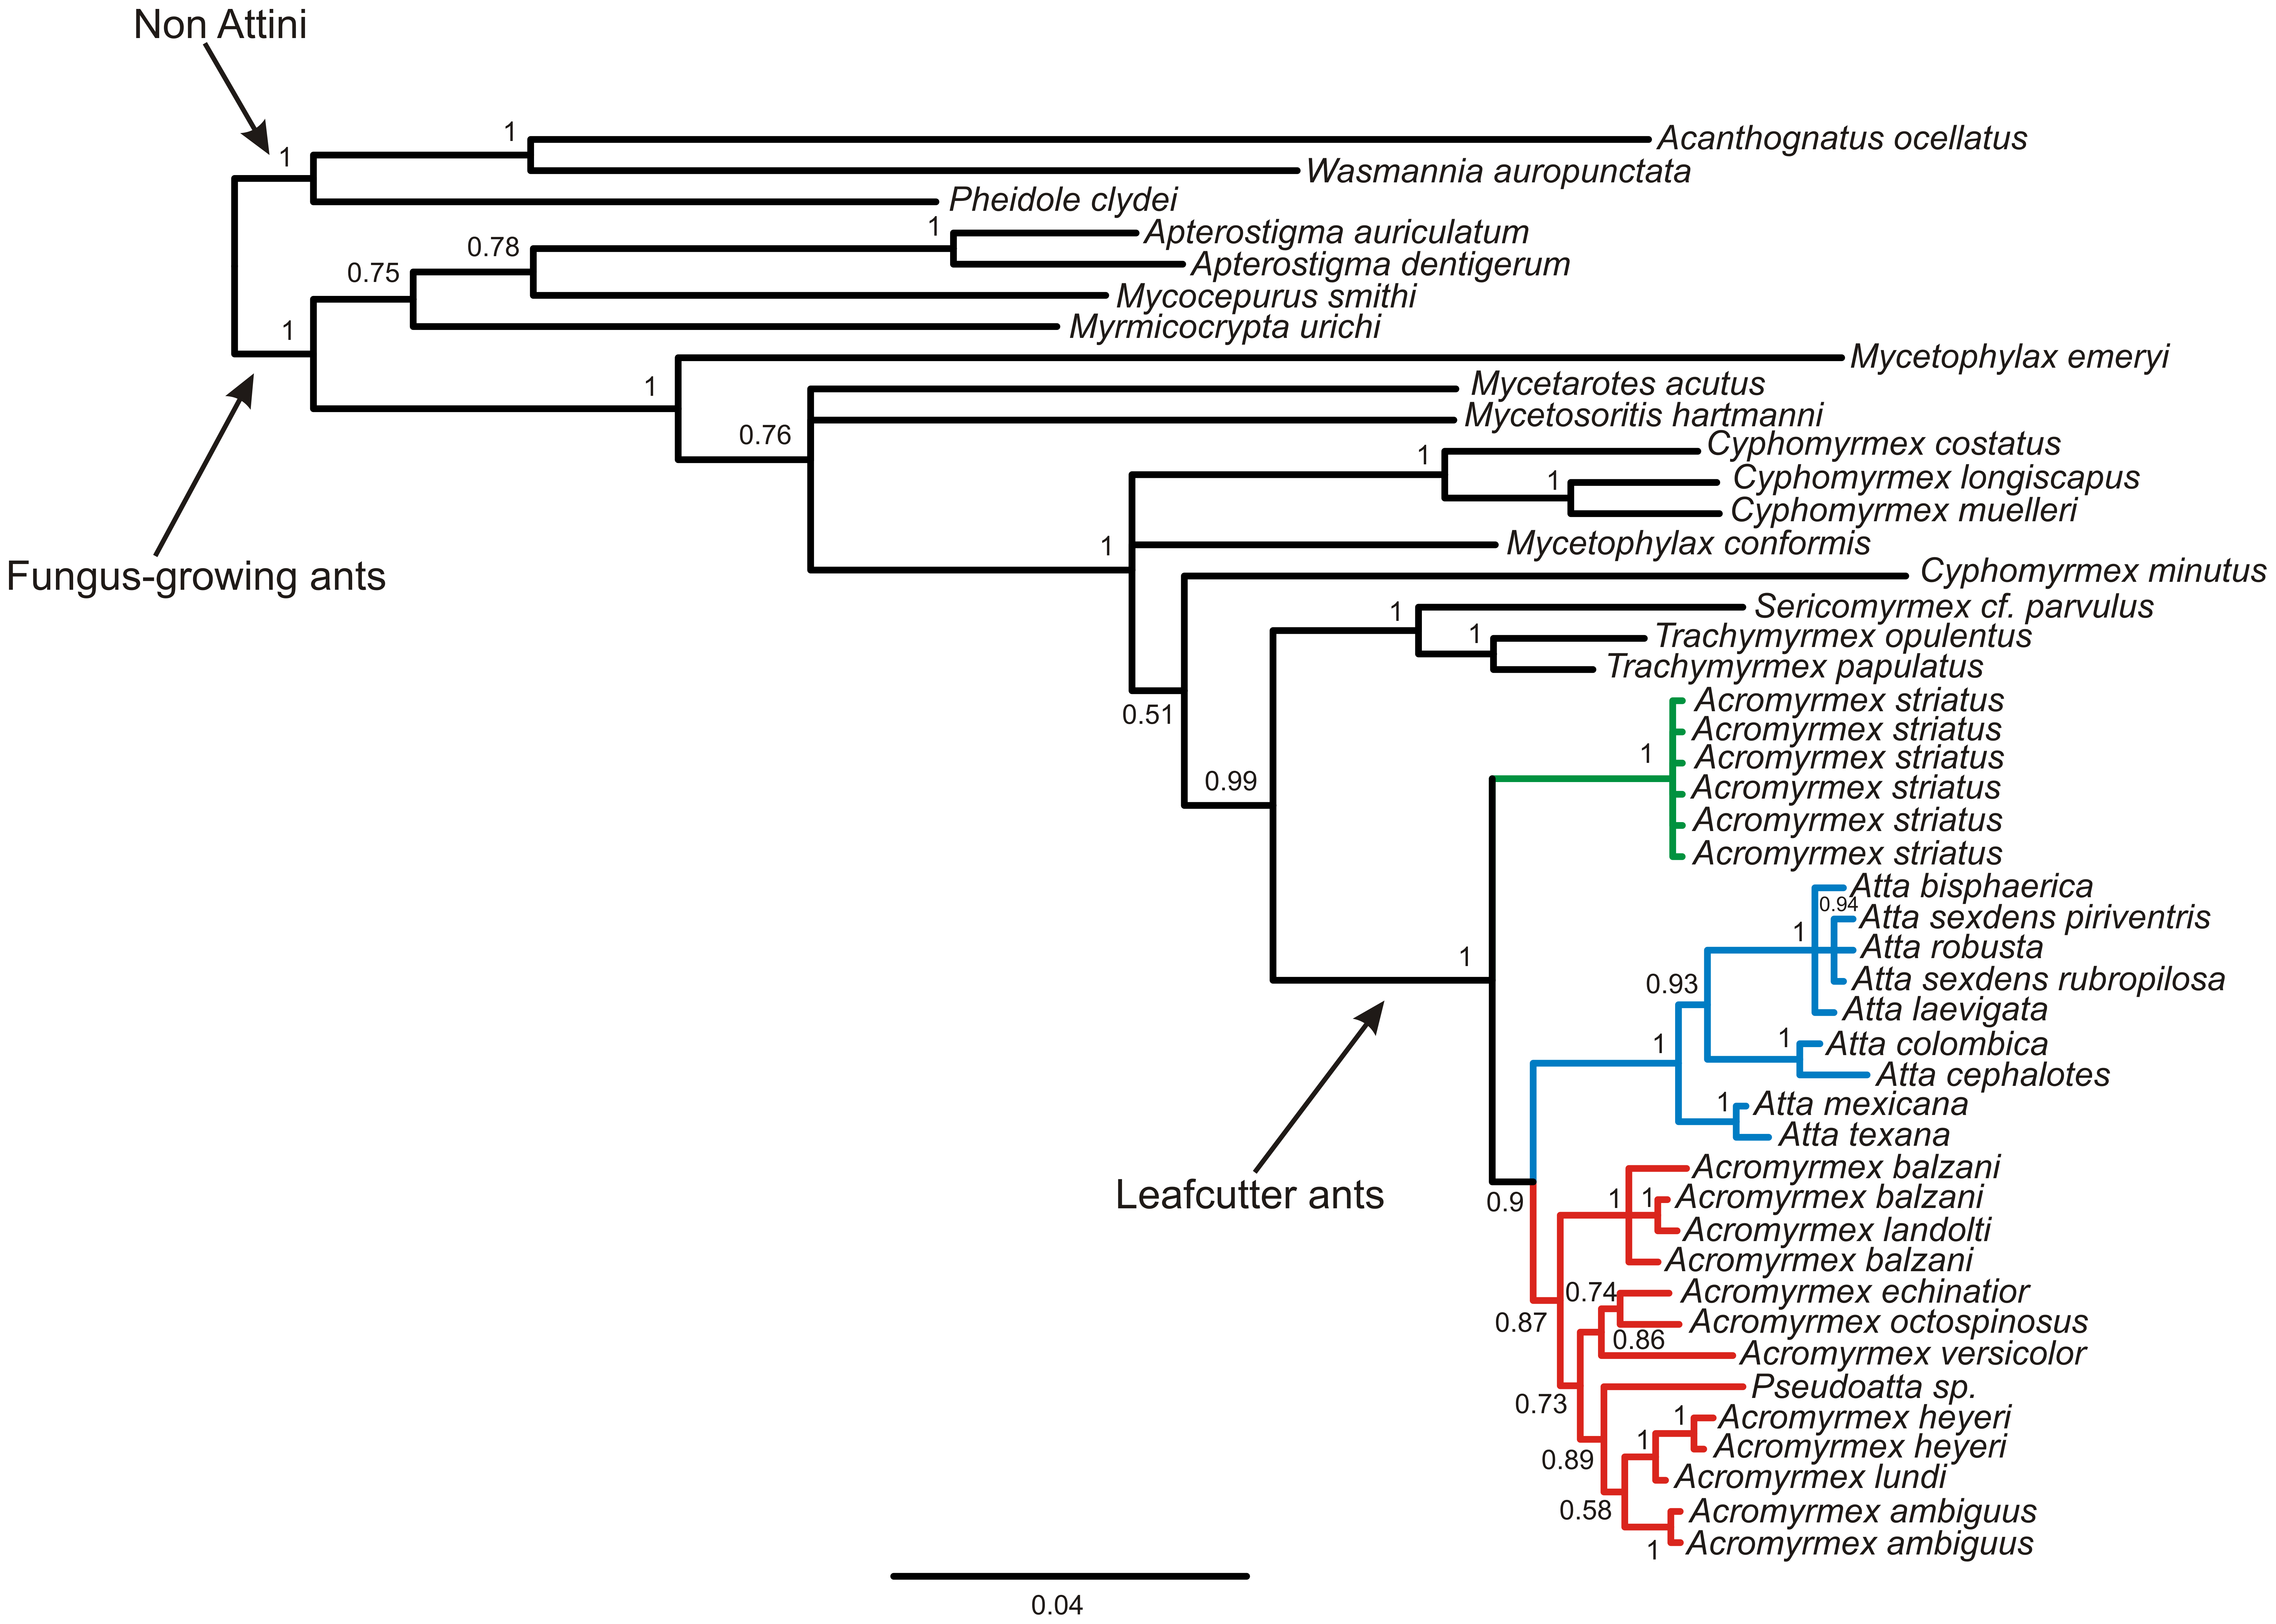 Non Attini
1
Acanthognatus ocellatus
1
Wasmannia auropunctata
Pheidole clydei
1
Apterostigma auriculatum
0.78
Apterostigma dentigerum
0.75
Mycocepurus smithi
1
Myrmicocrypta urichi
Mycetophylax emeryi
1
Mycetarotes acutus
Mycetosoritis hartmanni
0.76
Cyphomyrmex costatus
1
Cyphomyrmex longiscapus
1
Cyphomyrmex muelleri
1
Mycetophylax conformis
Fungus-growing ants
Cyphomyrmex minutus
1
Sericomyrmex cf. parvulus
1
Trachymyrmex opulentus
Trachymyrmex papulatus
0.51
Acromyrmex striatus
Acromyrmex striatus
1
Acromyrmex striatus
0.99
Acromyrmex striatus
Acromyrmex striatus
Acromyrmex striatus
Atta bisphaerica
0.94
Atta sexdens piriventris
1
1
Atta robusta
0.93
Atta sexdens rubropilosa
Atta laevigata
1
1
Atta colombica
Atta cephalotes
1
Atta mexicana
Atta texana
Acromyrmex balzani
Leafcutter ants
0.9
1
1
Acromyrmex balzani
Acromyrmex landolti
Acromyrmex balzani
0.74
Acromyrmex echinatior
0.87
Acromyrmex octospinosus
0.86
Acromyrmex versicolor
Pseudoatta sp.
0.73
1
Acromyrmex heyeri
1
Acromyrmex heyeri
0.89
Acromyrmex lundi
0.58
Acromyrmex ambiguus
1
Acromyrmex ambiguus
0.04